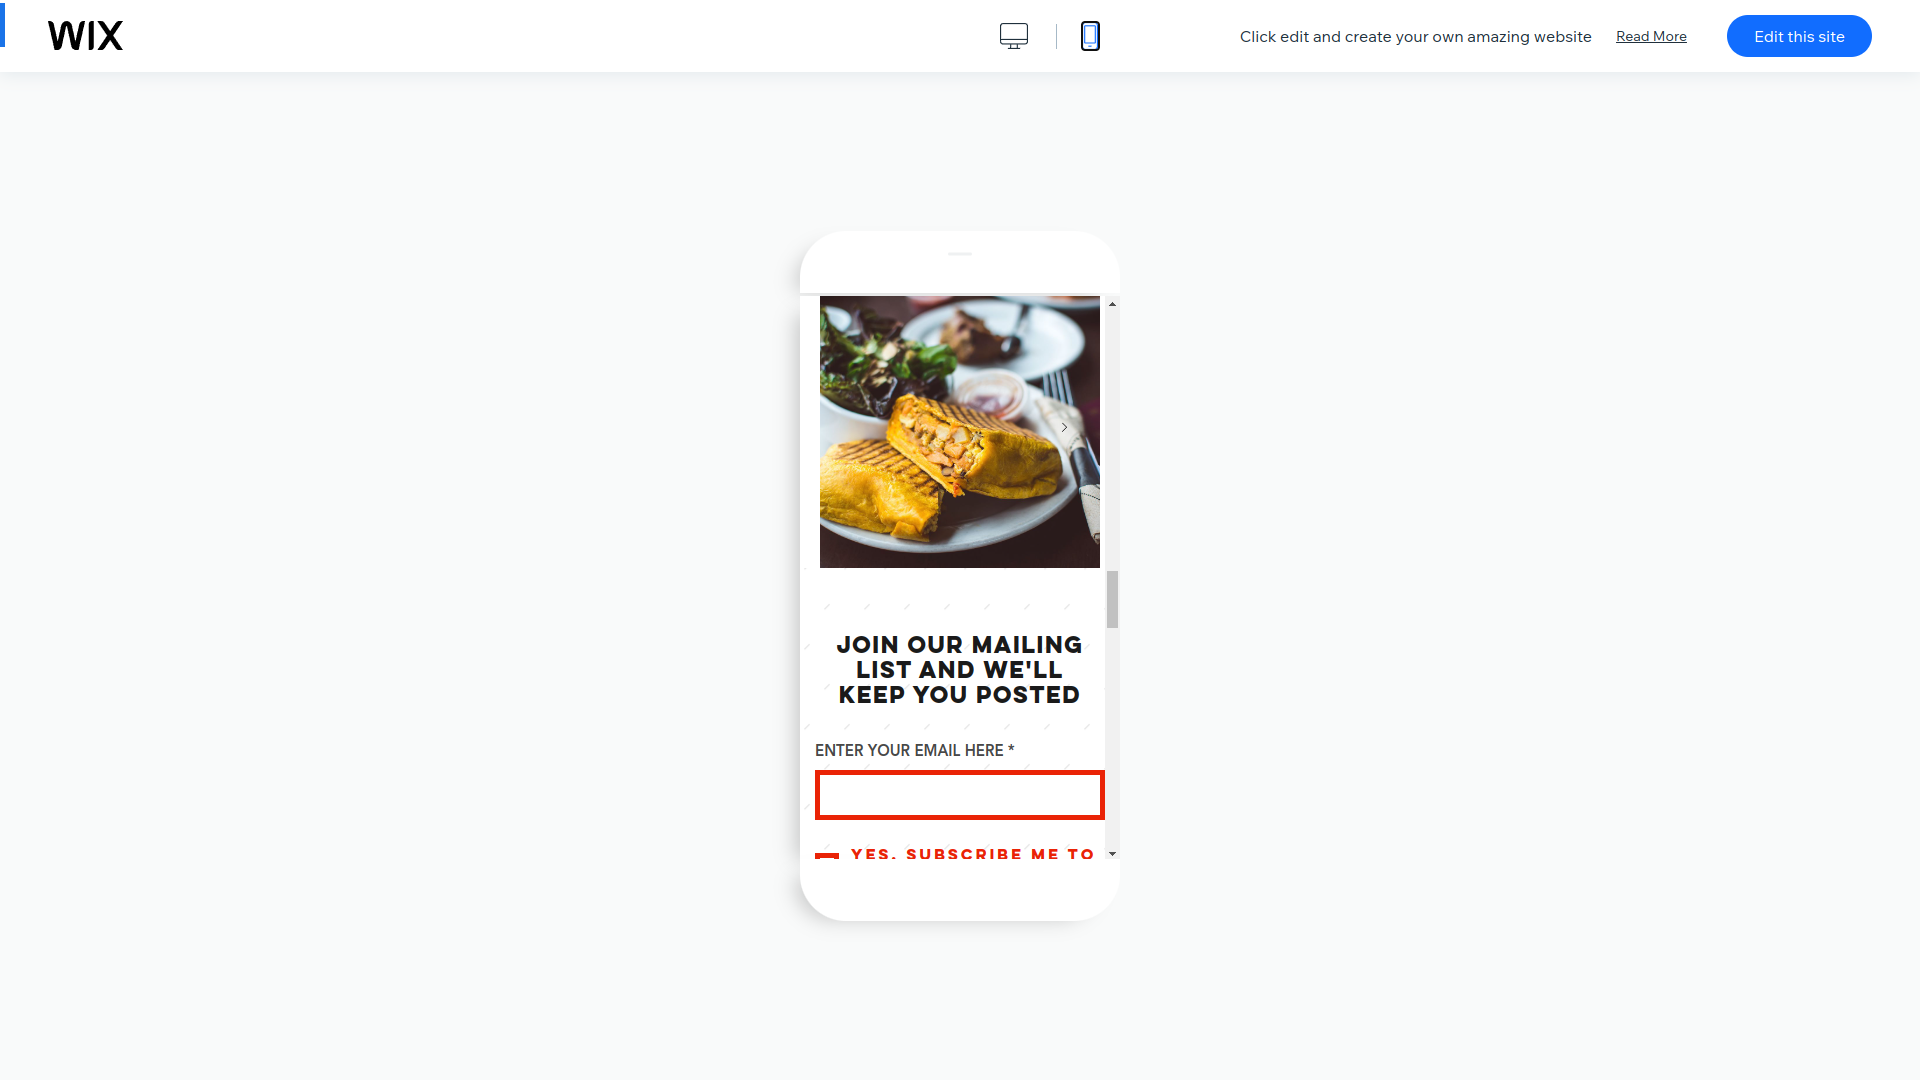 WIX
Click edit and create your own amazing website
Read More
Edit this site
JOIN OUR MAILING
LIST AND WE'LL
KEEP YOU POSTED
ENTER YOUR EMAIL HERE *
YES, SUBSCRIBE ME TO